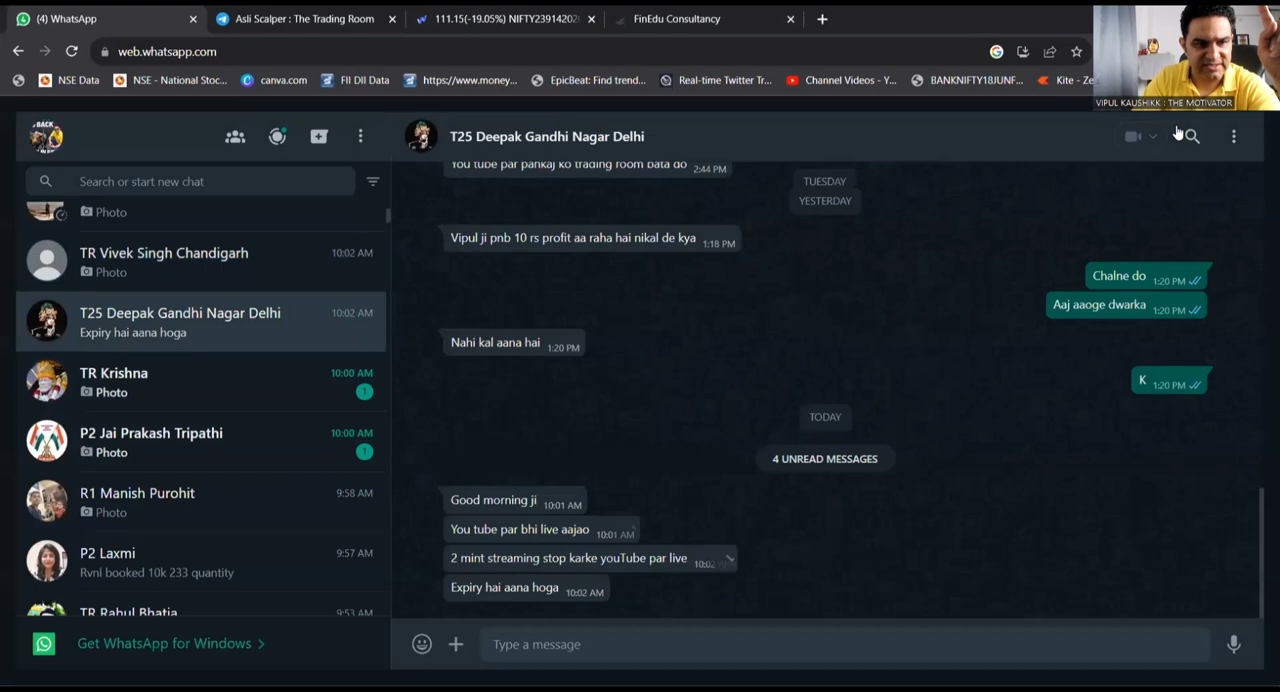 (4) WhatsApp
Asli Scalper : The Trading Room
111.15(-19.05%) NIFTY2391420
FinEdu Consultancy
web.whatsapp.com
NSE Data
NSE - National Stoc...
canva.com
FII DII Data
https://www.money...
EpicBeat: Find trend...
Real-time Twitter Tr...
Channel Videos - Y...
BANKNIFTY18JUNF...
Kite - Ze
VIPUL KAUSHIKK : THE MOTIVATOR
BACK
T25 Deepak Gandhi Nagar Delhi
Search or start new chat
Photo
TR Vivek Singh Chandigarh
10:02 AM
Photo
T25 Deepak Gandhi Nagar Delhi
10:02 AM
Expiry hai aana hoga
TR Krishna
10:00 AM
Photo
1
P2 Jai Prakash Tripathi
10:00 AM
Photo
1
R1 Manish Purohit
9:58 AM
Photo
P2 Laxmi
9:57 AM
Rvnl booked 10k 233 quantity
TR Rahul Bhatia
9:53 AM
Get WhatsApp for Windows
You tube par pankaj ko trading room bata do
2:44 PM
TUESDAY
YESTERDAY
Vipul ji pnb 10 rs profit aa raha hai nikal de kya
1:18 PM
Chalne do
1:20 PM
Aaj aaoge dwarka
1:20 PM
Nahi kal aana hai
1:20 PM
K
1:20 PM
TODAY
4 UNREAD MESSAGES
Good morning ji
10:01 AM
You tube par bhi live aajao
10:01 AM
2 mint streaming stop karke youTube par live
10:02
Expiry hai aana hoga
10:02 AM
Type a message